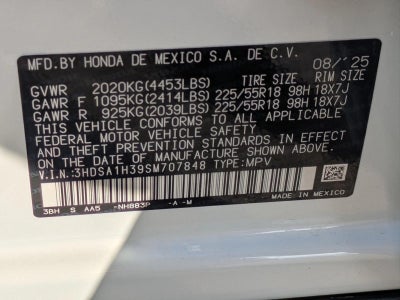 MFD.BY HONDA DE MEXICO S.A. DE C.V. 08/'25
GVWR 2020KG(4453LBS) RIM SIZE
GAWR F 1095KG(2414LBS) 225/55R18 98H 18X7J
GAWR R 925KG(2039LBS) 225/55R18 98H 18X7J
THIS VEHICLE CONFORMS TO ALL APPLICABLE
FEDERAL MOTOR VEHICLE SAFETY, BUMPER,
AND THEFT PREVENTION STANDARDS IN EFFECT
ON THE DATE OF MANUFACTURE SHOWN ABOVE.
V.I.N.:3HDSA1H39SM707848 TYPE:MPV
3BH S AA5 -NH883P -A -M MADE IN MEXICO